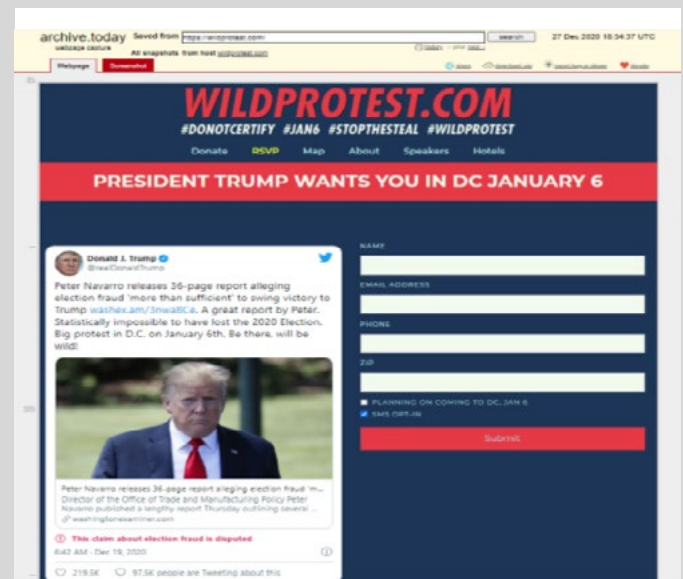 archive.today
webpage capture
Saved from https://wildprotest.com/
search
27 Dec 2020 18:54:37 UTC
All snapshots from host wildprotest.com
Webpage
Screenshot
share
download .zip
donate
WILDPROTEST.COM
#DONOTCERTIFY #JAN6 #STOPTHESTEAL #WILDPROTEST
Donate RSVP Map About Speakers Hotels
PRESIDENT TRUMP WANTS YOU IN DC JANUARY 6
Donald J. Trump
@realDonaldTrump
Peter Navarro releases 36-page report alleging
election fraud 'more than sufficient' to swing victory to
Trump washex.am/3nwaBCe. A great report by Peter.
Statistically impossible to have lost the 2020 Election.
Big protest in D.C. on January 6th. Be there, will be
wild!
Peter Navarro releases 36-page report alleging election fraud 'm...
Director of the Office of Trade and Manufacturing Policy Peter
Navarro published a lengthy report Thursday outlining several ...
washingtonexaminer.com
This claim about election fraud is disputed
6:42 AM · Dec 19, 2020
219.5K 97.5K people are Tweeting about this
NAME
EMAIL ADDRESS
PHONE
ZIP
PLANNING ON COMING TO DC, JAN 6
SMS OPT-IN
Submit